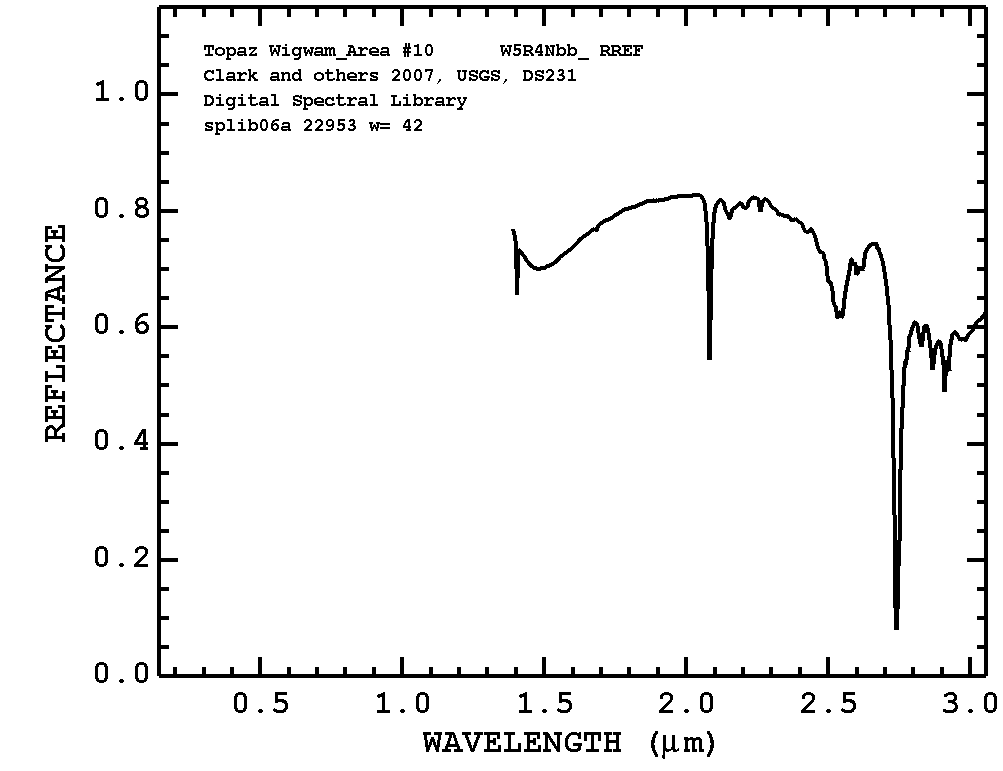 Topaz Wigwam_Area #10 W5R4Nbb_ RREF
Clark and others 2007, USGS, DS231
Digital Spectral Library
splib06a 22953 w= 42
1.0
0.8
0.6
0.4
0.2
0.0
REFLECTANCE
0.5 1.0 1.5 2.0 2.5 3.0
WAVELENGTH (μm)